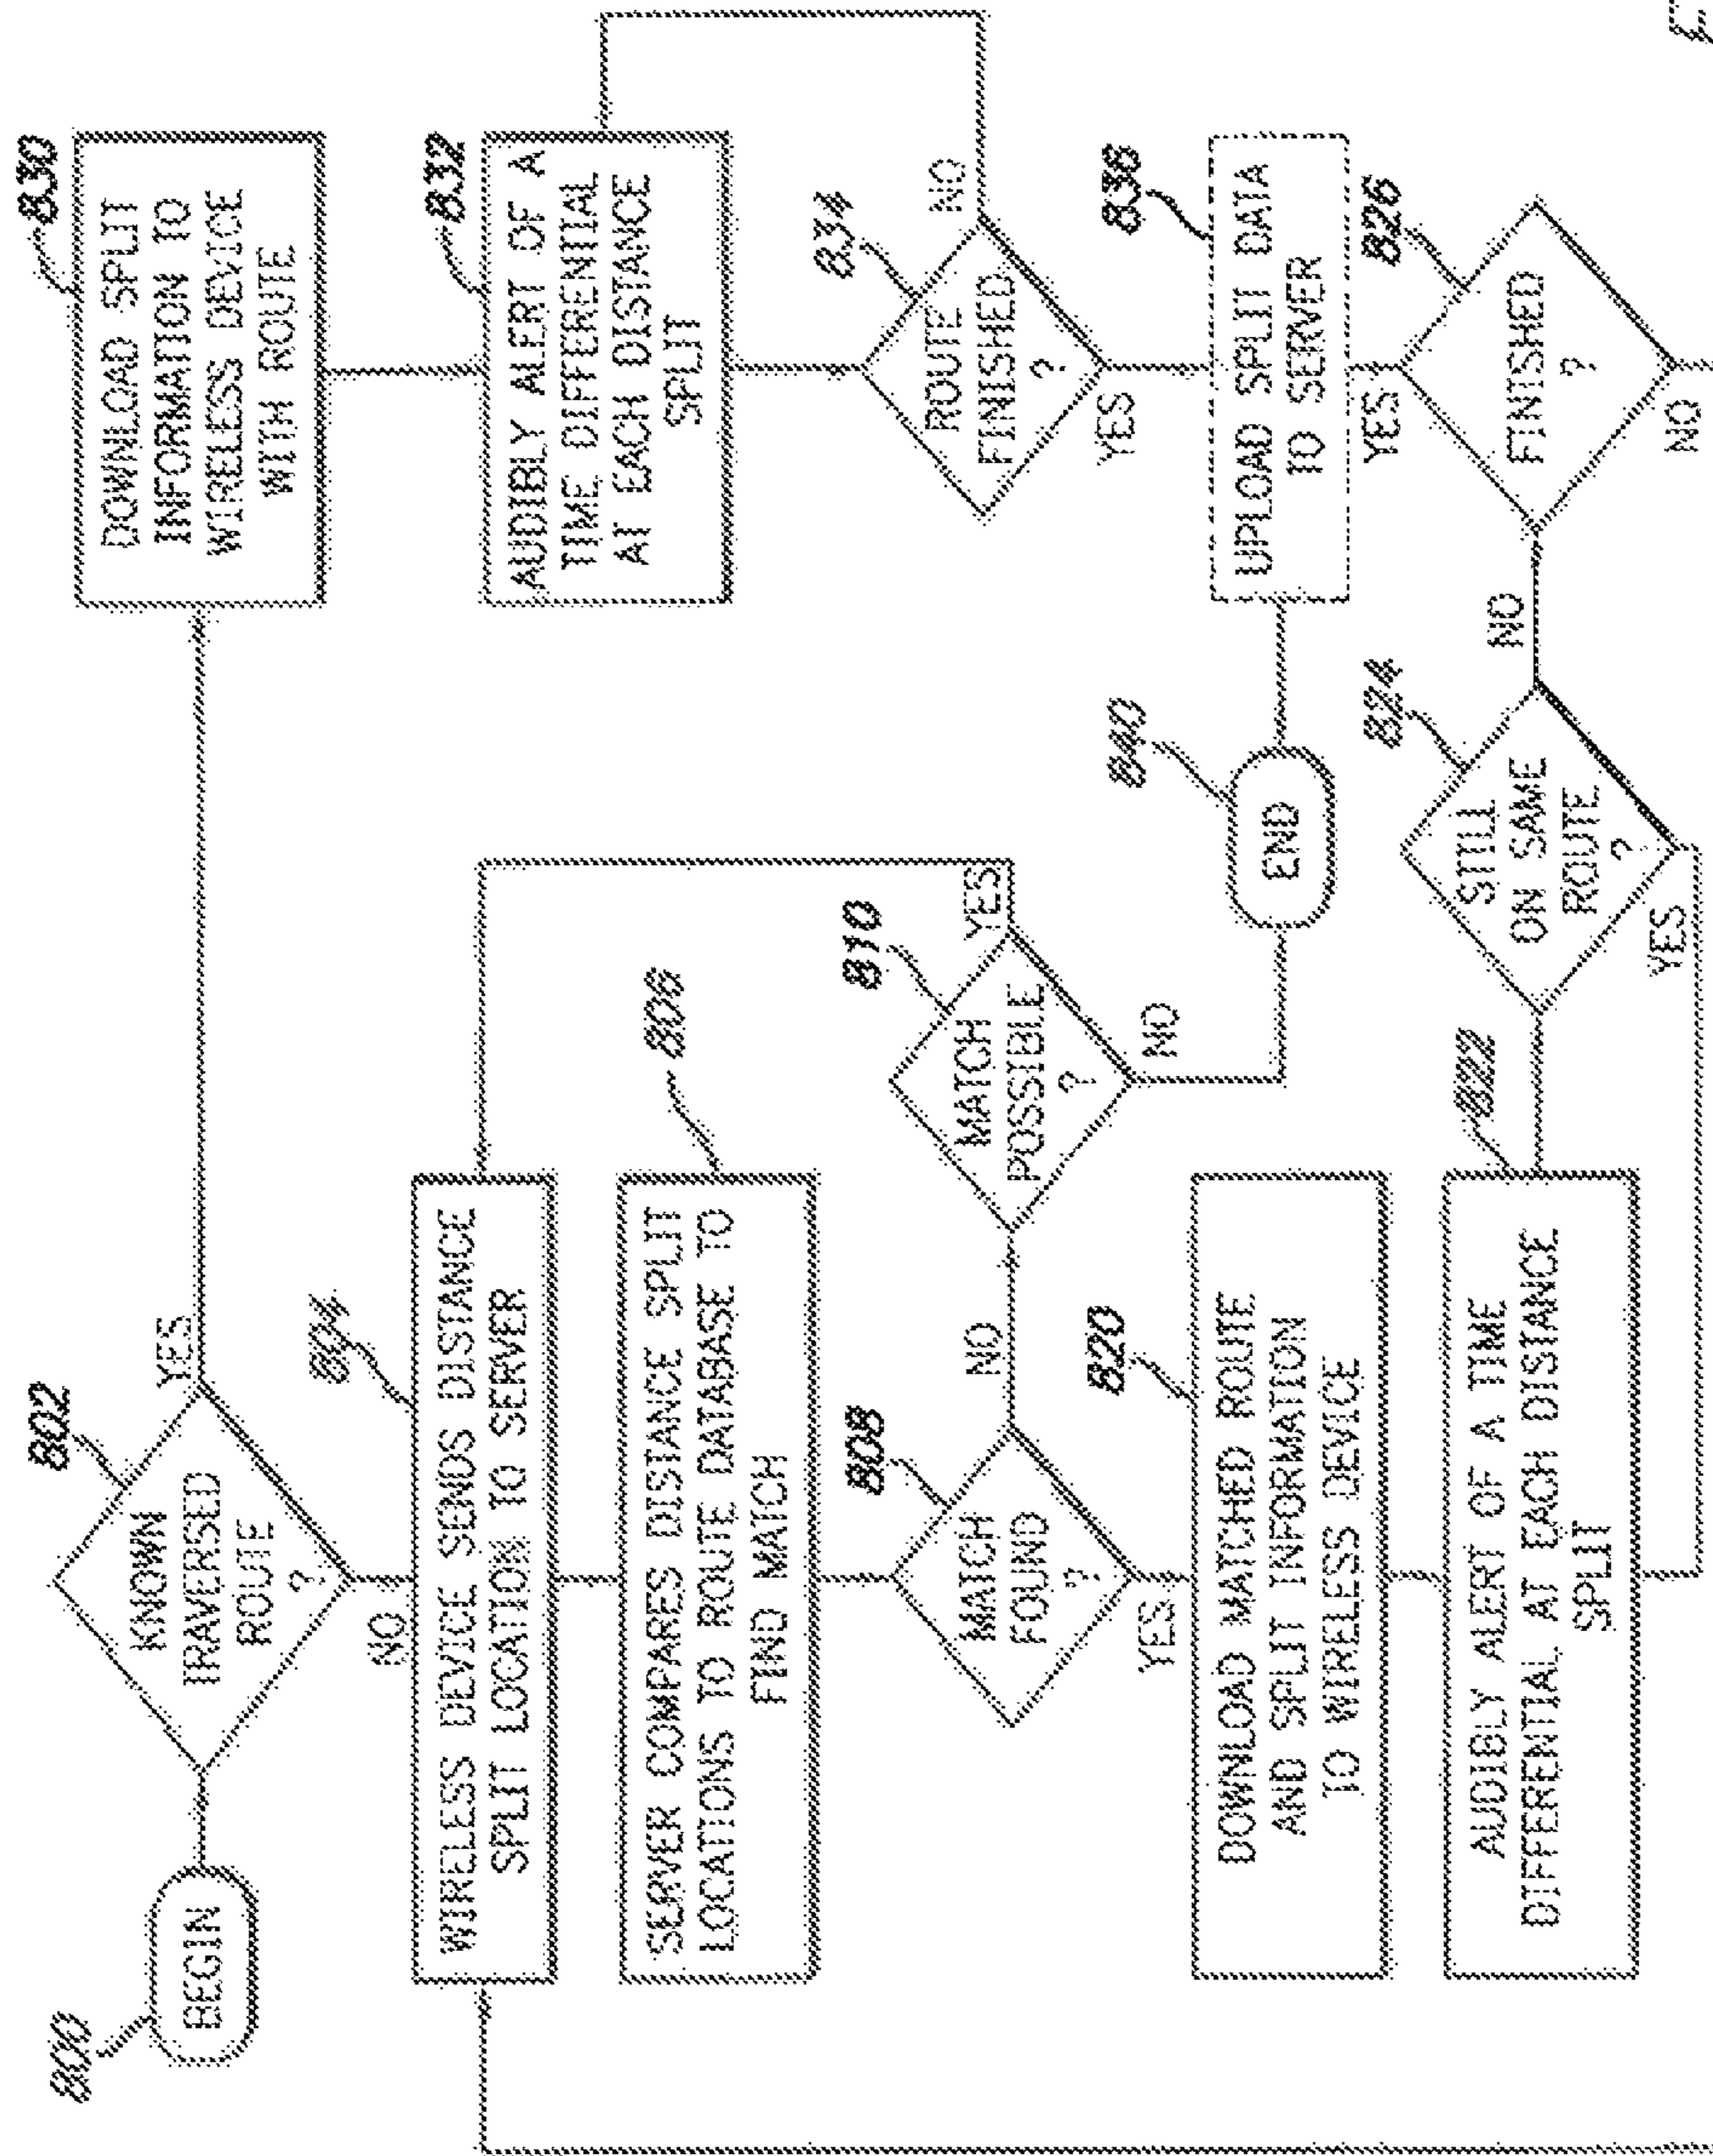 800
BEGIN
802
KNOWN
TRAVERSED
ROUTE
?
YES
NO
804
WIRELESS DEVICE SENDS DISTANCE
SPLIT LOCATION TO SERVER
806
SERVER COMPARES DISTANCE SPLIT
LOCATIONS TO ROUTE DATABASE TO
FIND MATCH
808
MATCH
FOUND
?
NO
YES
810
MATCH
POSSIBLE
?
YES
NO
820
DOWNLOAD MATCHED ROUTE
AND SPLIT INFORMATION
TO WIRELESS DEVICE
822
AUDIBLY ALERT OF A TIME
DIFFERENTIAL AT EACH DISTANCE
SPLIT
824
STILL
ON SAME
ROUTE
?
NO
YES
826
FINISHED
?
YES
NO
830
DOWNLOAD SPLIT
INFORMATION TO
WIRELESS DEVICE
WITH ROUTE
832
AUDIBLY ALERT OF A
TIME DIFFERENTIAL
AT EACH DISTANCE
SPLIT
834
ROUTE
FINISHED
?
NO
YES
836
UPLOAD SPLIT DATA
TO SERVER
840
END